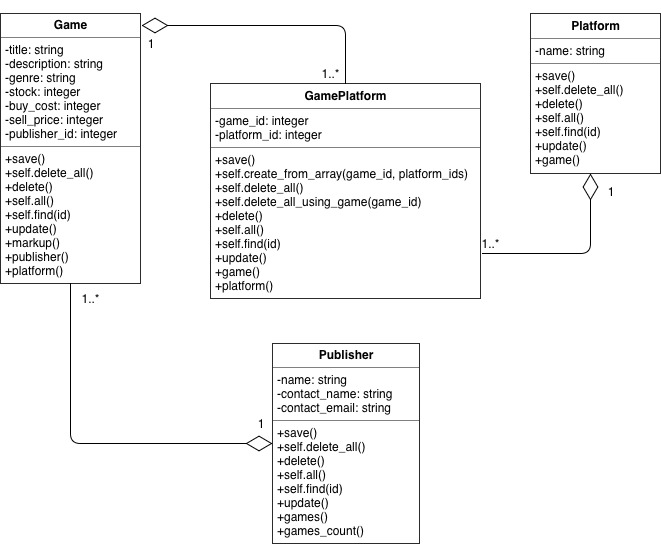 Game
-title: string
-description: string
-genre: string
-stock: integer
-buy_cost: integer
-sell_price: integer
-publisher_id: integer
+save()
+self.delete_all()
+delete()
+self.all()
+self.find(id)
+update()
+markup()
+publisher()
+platform()
1
1..*
GamePlatform
-game_id: integer
-platform_id: integer
+save()
+self.create_from_array(game_id, platform_ids)
+self.delete_all()
+self.delete_all_using_game(game_id)
+delete()
+self.all()
+self.find(id)
+update()
+game()
+platform()
Platform
-name: string
+save()
+self.delete_all()
+delete()
+self.all()
+self.find(id)
+update()
+game()
1
1..*
1..*
1
Publisher
-name: string
-contact_name: string
-contact_email: string
+save()
+self.delete_all()
+delete()
+self.all()
+self.find(id)
+update()
+games()
+games_count()